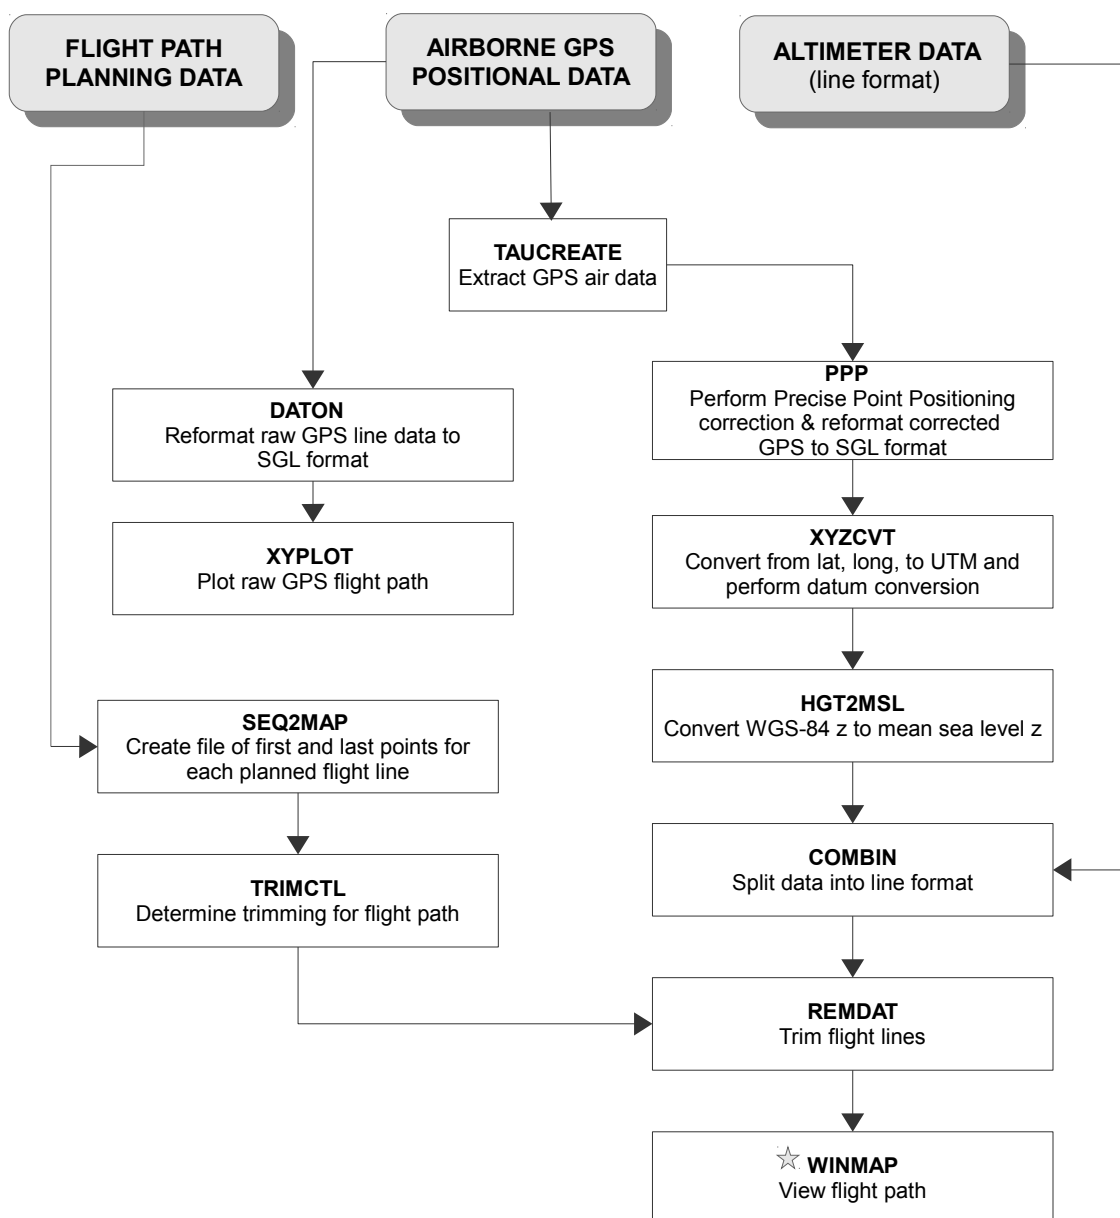 FLIGHT PATH
PLANNING DATA
AIRBORNE GPS
POSITIONAL DATA
ALTIMETER DATA
(line format)
TAUCREATE
Extract GPS air data
DATON
Reformat raw GPS line data to
SGL format
PPP
Perform Precise Point Positioning
correction & reformat corrected
GPS to SGL format
XYPLOT
Plot raw GPS flight path
XYZCVT
Convert from lat, long, to UTM and
perform datum conversion
SEQ2MAP
Create file of first and last points for
each planned flight line
HGT2MSL
Convert WGS-84 z to mean sea level z
TRIMCTL
Determine trimming for flight path
COMBIN
Split data into line format
REMDAT
Trim flight lines
WINMAP
View flight path